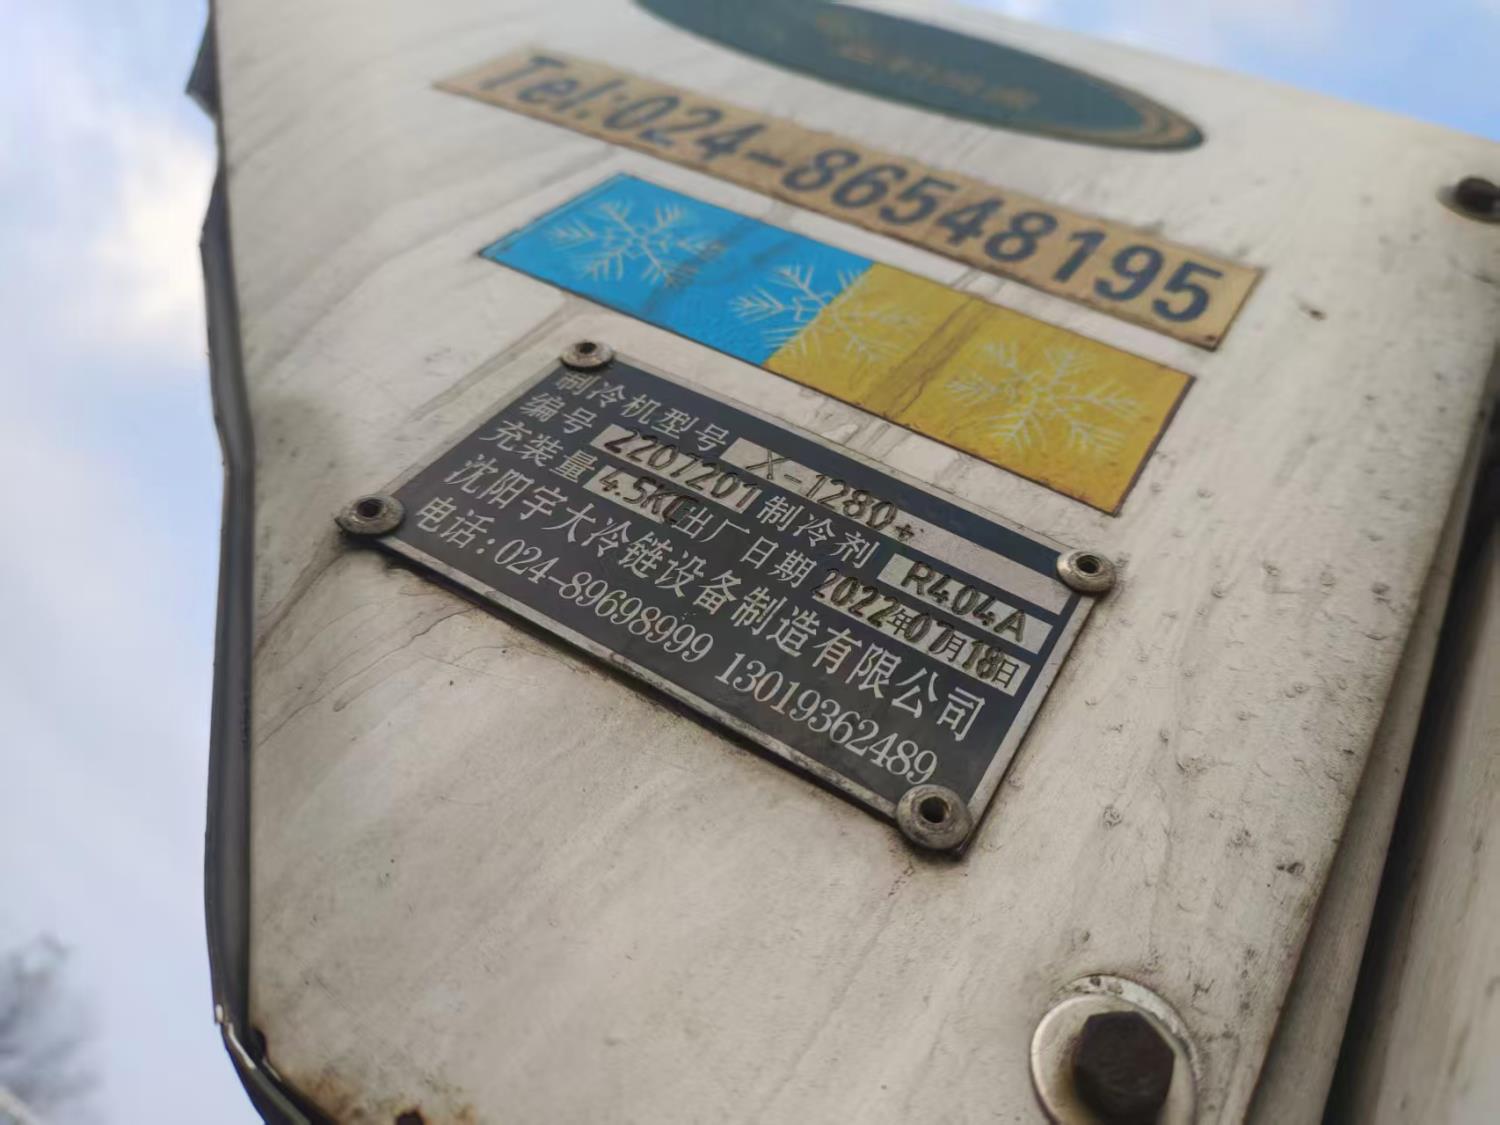 Tel:024-86548195
制冷机型号 X-1280+
编号 2207201 制冷剂 R404A
充装量 4.5KG 出厂日期 2022年07月18日
沈阳宇大冷链设备制造有限公司
电话:024-89698999 13019362489